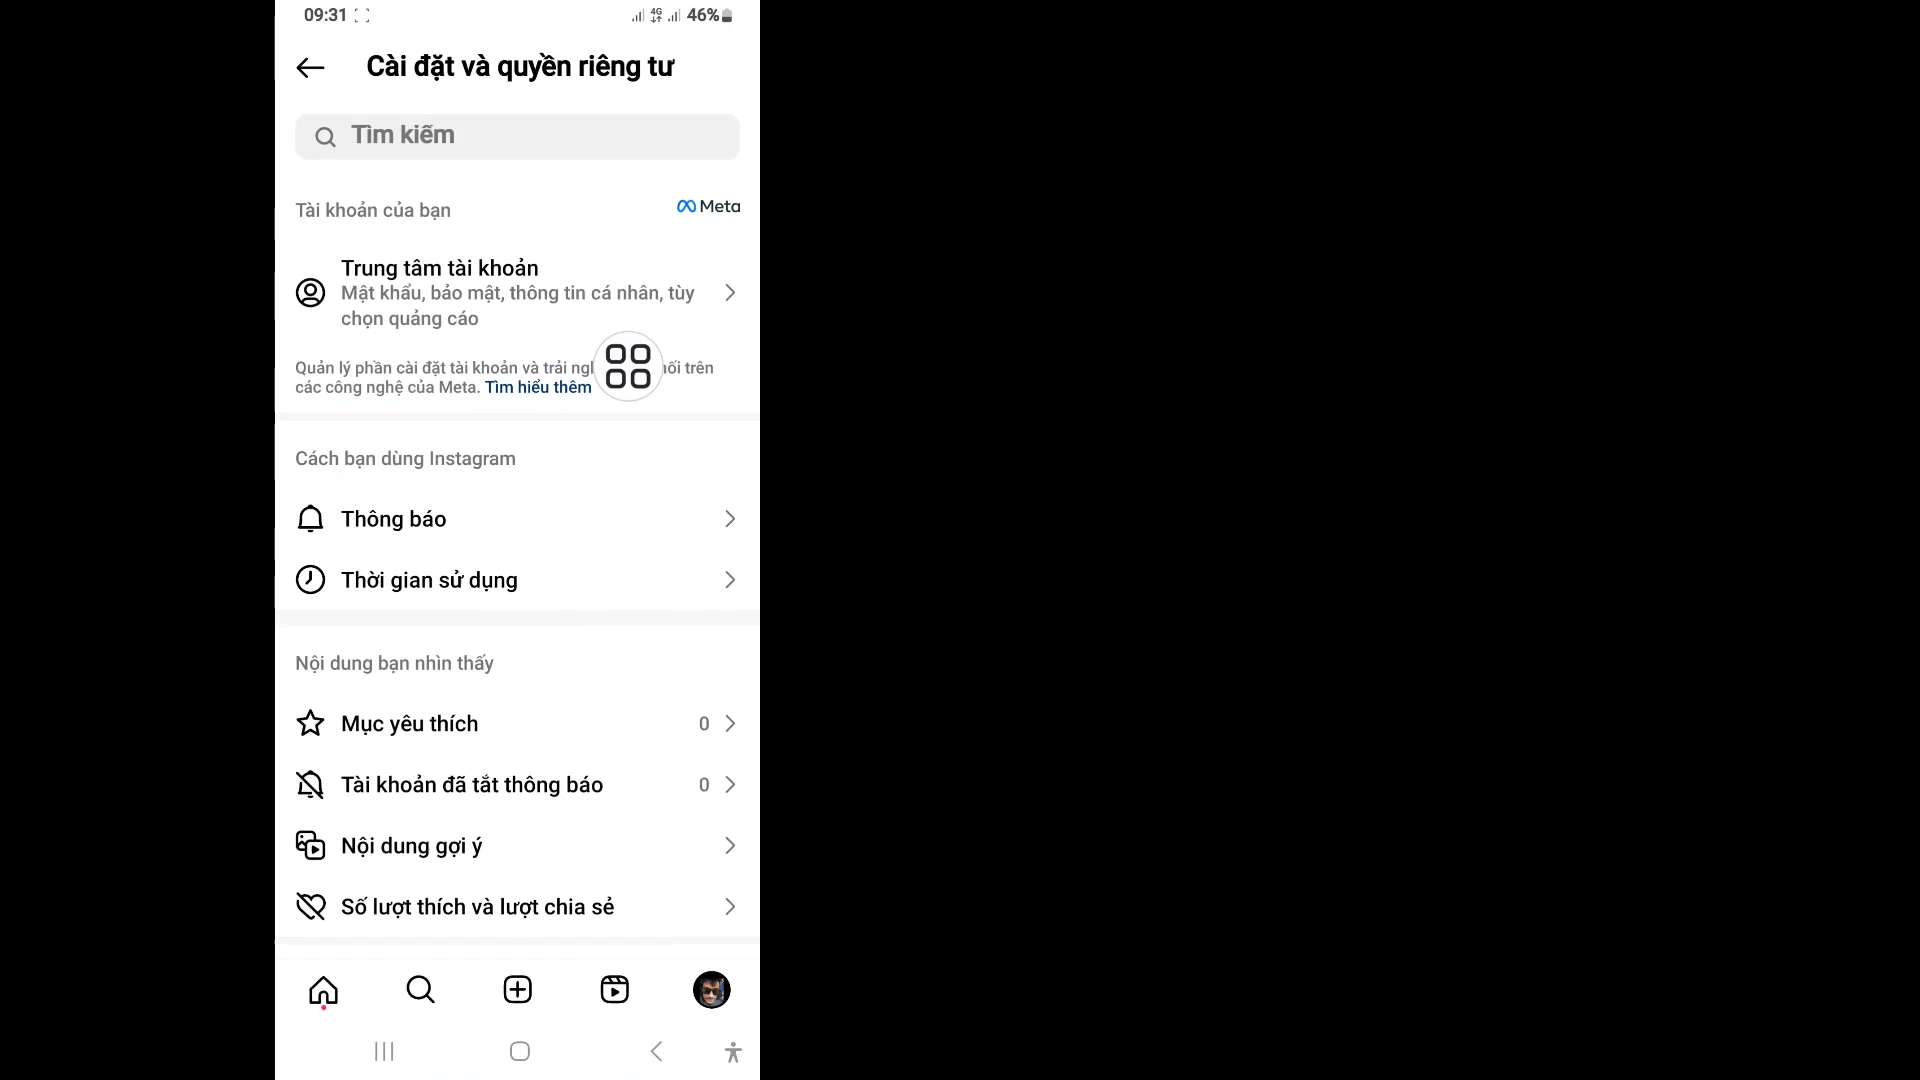 09:31
4G
46%
Cài đặt và quyền riêng tư
Tìm kiếm
Tài khoản của bạn
Meta
Trung tâm tài khoản
Mật khẩu, bảo mật, thông tin cá nhân, tùy
chọn quảng cáo
Quản lý phần cài đặt tài khoản và trải trên
các công nghệ của Meta. Tìm hiểu thêm
Cách bạn dùng Instagram
Thông báo
Thời gian sử dụng
Nội dung bạn nhìn thấy
Mục yêu thích
0
Tài khoản đã tắt thông báo
0
Nội dung gợi ý
Số lượt thích và lượt chia sẻ